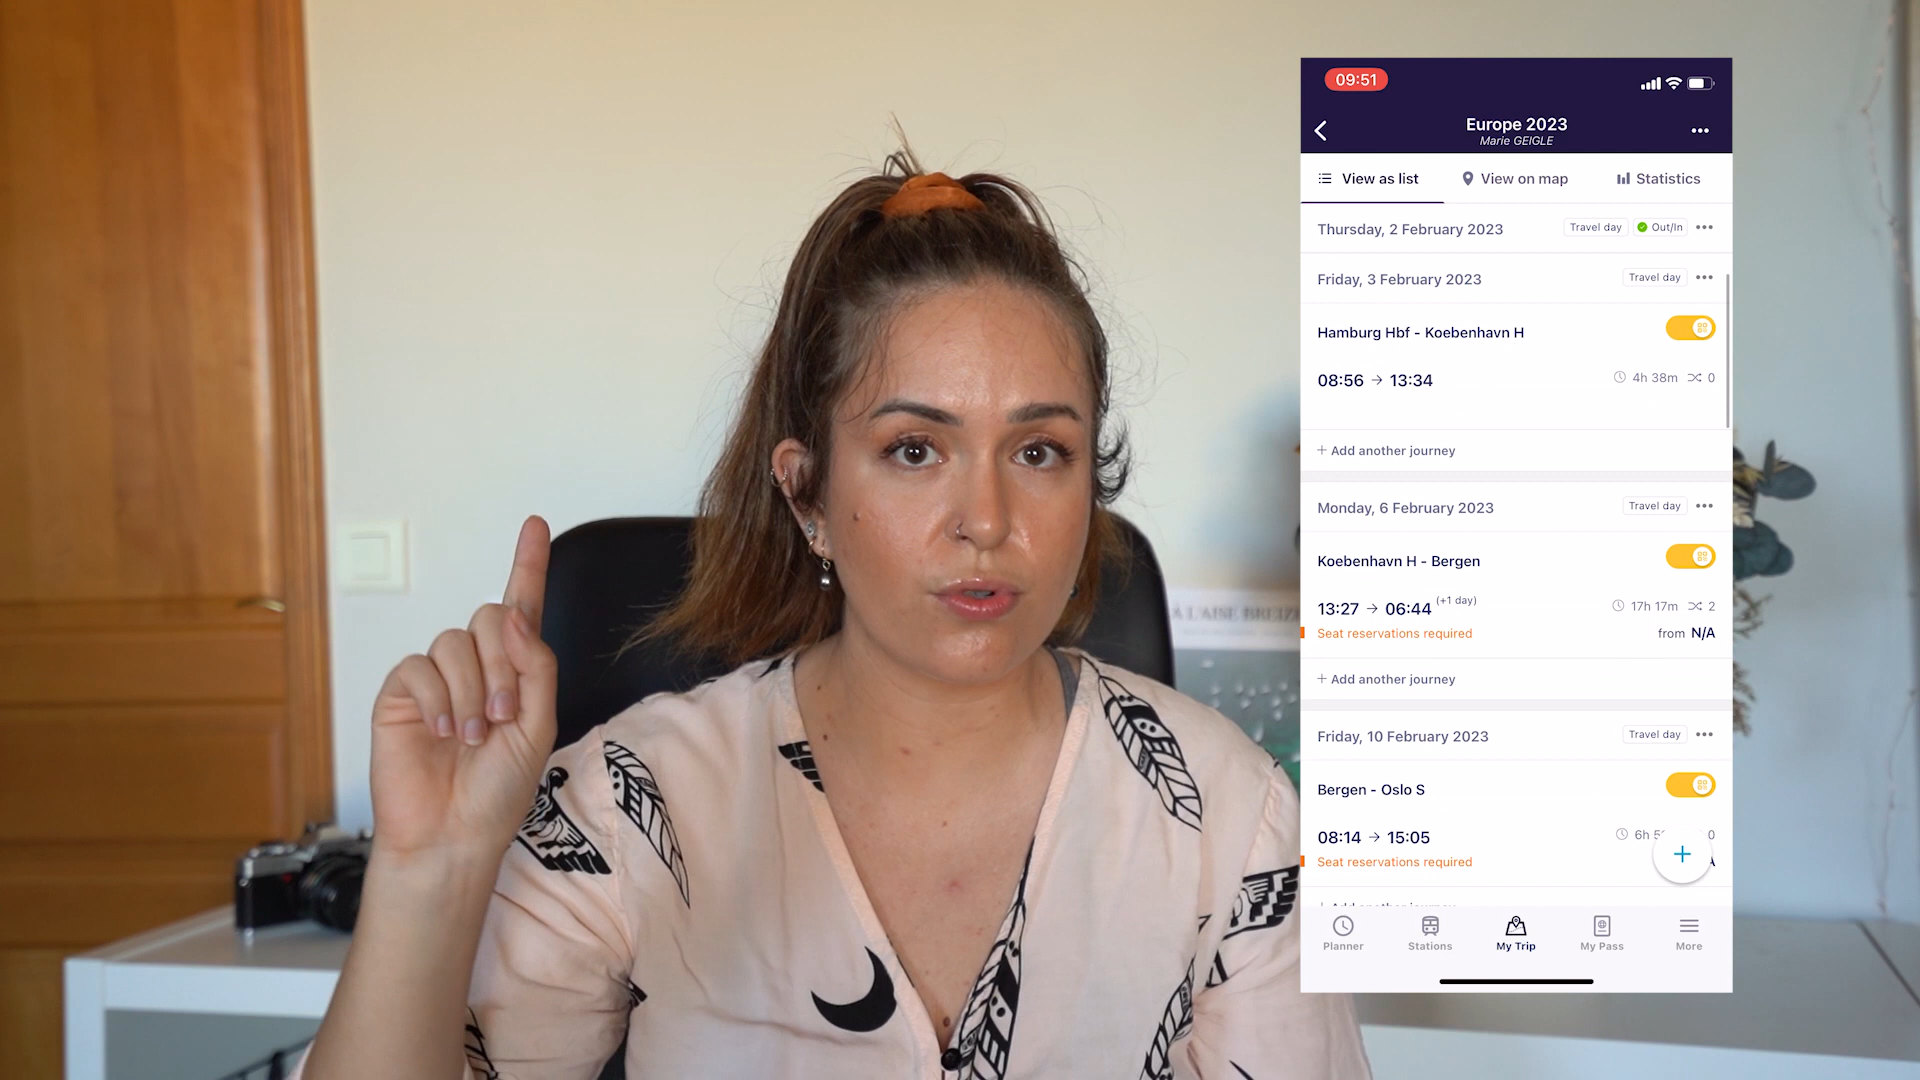 09:51
Europe 2023
Marie GEIGLE
View as list
View on map
Statistics
Thursday, 2 February 2023
Travel day
Out/In
Friday, 3 February 2023
Travel day
Hamburg Hbf - Koebenhavn H
08:56 → 13:34
4h 38m
0
+ Add another journey
Monday, 6 February 2023
Travel day
Koebenhavn H - Bergen
13:27 → 06:44 (+1 day)
17h 17m
2
Seat reservations required
from N/A
+ Add another journey
Friday, 10 February 2023
Travel day
Bergen - Oslo S
08:14 → 15:05
6h
0
Seat reservations required
Planner
Stations
My Trip
My Pass
More